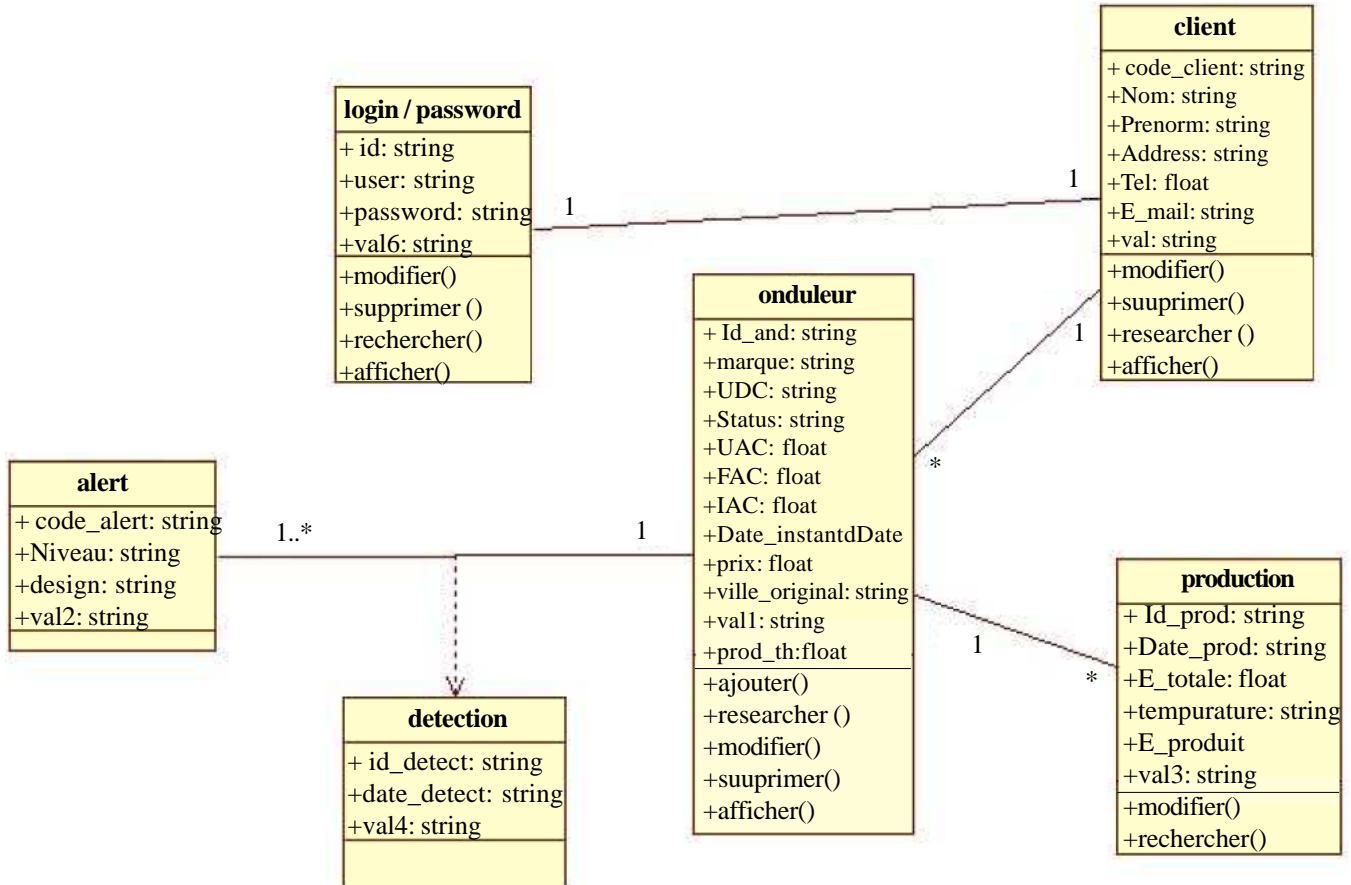 client
+ code_client: string
+Nom: string
+Prenorm: string
+Address: string
+Tel: float
+E_mail: string
+val: string
+modifier()
+suuprimer()
+researcher ()
+afficher()
login / password
+ id: string
+user: string
+password: string
+val6: string
+modifier()
+supprimer ()
+rechercher()
+afficher()
1
1
onduleur
+ Id_and: string
+marque: string
+UDC: string
+Status: string
+UAC: float
+FAC: float
+IAC: float
+Date_instantdDate
+prix: float
+ville_original: string
+val1: string
+prod_th:float
+ajouter()
+researcher ()
+modifier()
+suuprimer()
+afficher()
1
*
alert
+ code_alert: string
+Niveau: string
+design: string
+val2: string
1..*
1
detection
+ id_detect: string
+date_detect: string
+val4: string
1
*
production
+ Id_prod: string
+Date_prod: string
+E_totale: float
+tempurature: string
+E_produit
+val3: string
+modifier()
+rechercher()